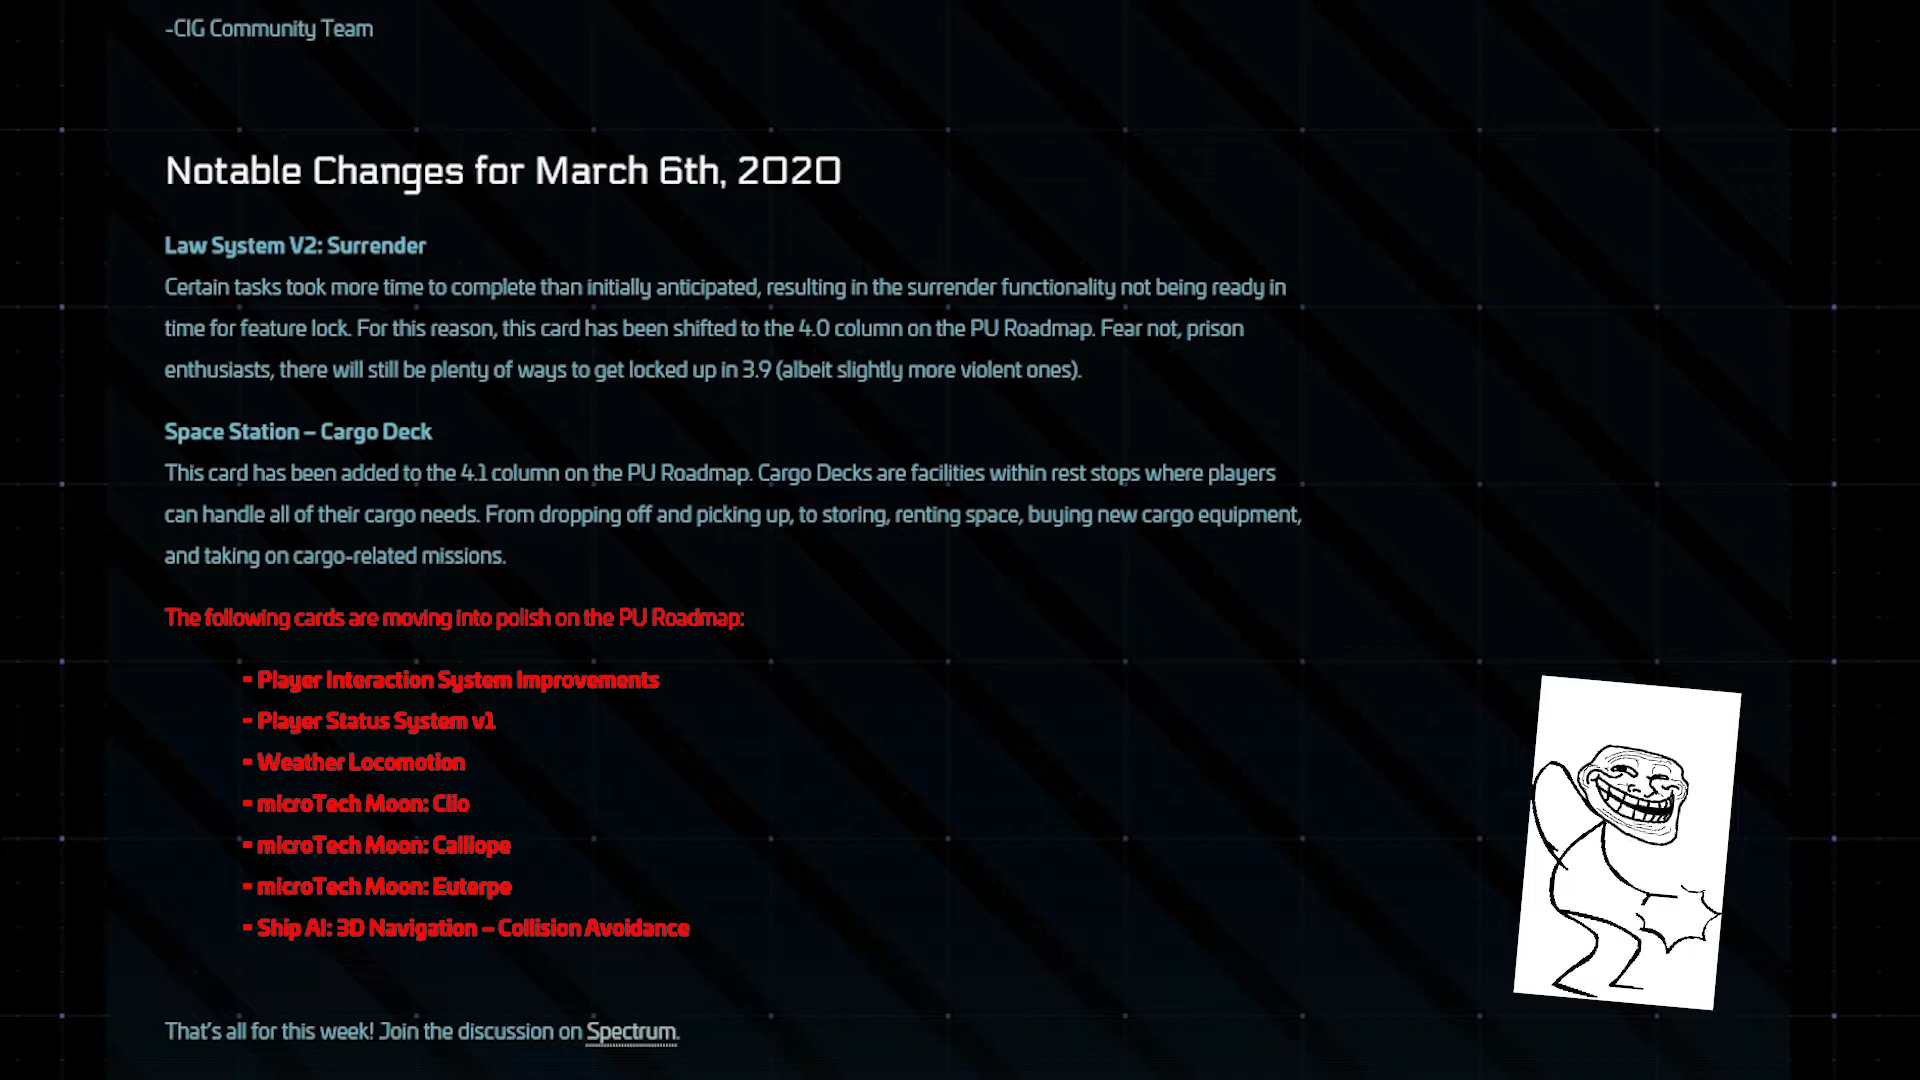 -CIG Community Team
Notable Changes for March 6th, 2020
Law System V2: Surrender
Certain tasks took more time to complete than initially anticipated, resulting in the surrender functionality not being ready in
time for feature lock. For this reason, this card has been shifted to the 4.0 column on the PU Roadmap. Fear not, prison
enthusiasts, there will still be plenty of ways to get locked up in 3.9 (albeit slightly more violent ones).
Space Station – Cargo Deck
This card has been added to the 4.1 column on the PU Roadmap. Cargo Decks are facilities within rest stops where players
can handle all of their cargo needs. From dropping off and picking up, to storing, renting space, buying new cargo equipment,
and taking on cargo-related missions.
The following cards are moving into polish on the PU Roadmap:
- Player Interaction System Improvements
- Player Status System v1
- Weather Locomotion
- microTech Moon: Clio
- microTech Moon: Calliope
- microTech Moon: Euterpe
- Ship AI: 3D Navigation – Collision Avoidance
That's all for this week! Join the discussion on Spectrum.